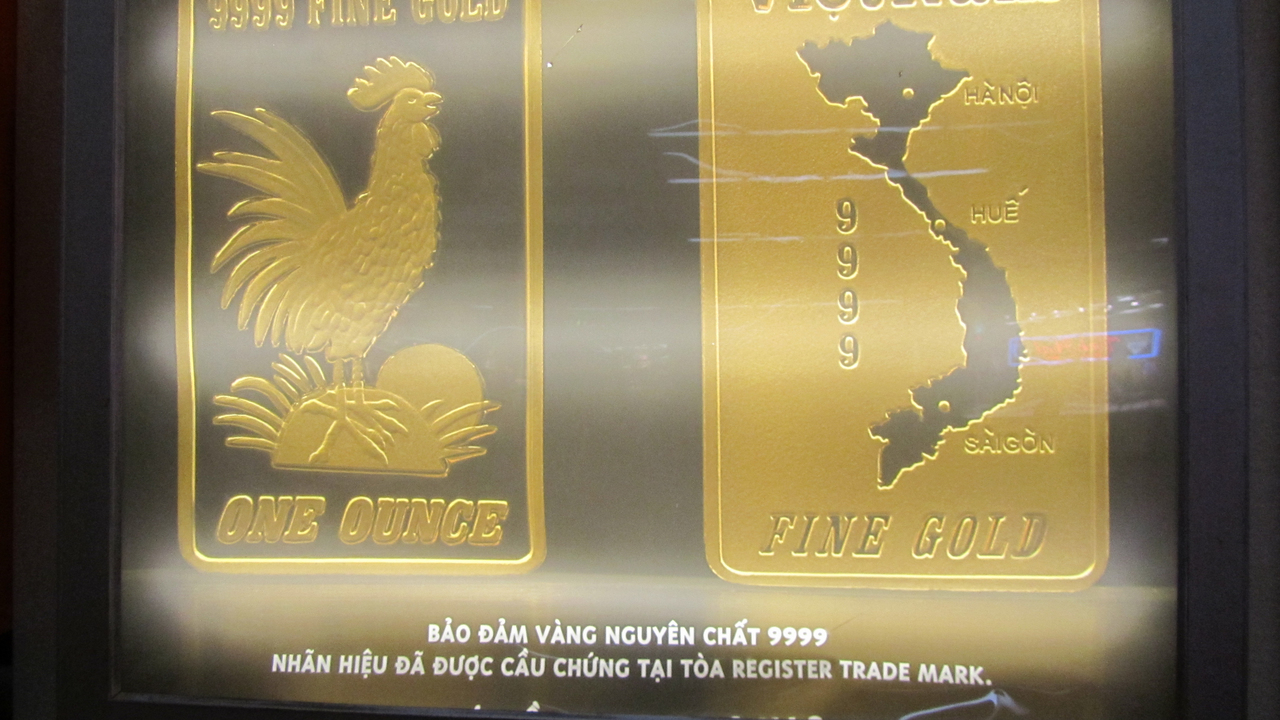 9999 FINE GOLD
ONE OUNCE
HÀNỘI
HUẾ
SÀIGÒN
9
9
9
9
FINE GOLD
BẢO ĐẢM VÀNG NGUYÊN CHẤT 9999
NHÃN HIỆU ĐÃ ĐƯỢC CẦU CHỨNG TẠI TÒA REGISTER TRADE MARK.